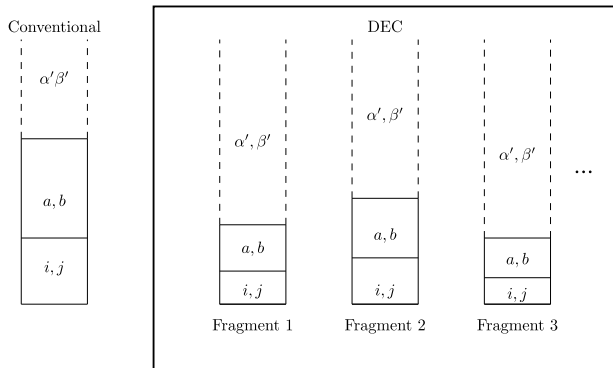 Conventional
α′β′
a, b
i, j
DEC
α′, β′
a, b
i, j
Fragment 1
α′, β′
a, b
i, j
Fragment 2
α′, β′
a, b
i, j
Fragment 3
...